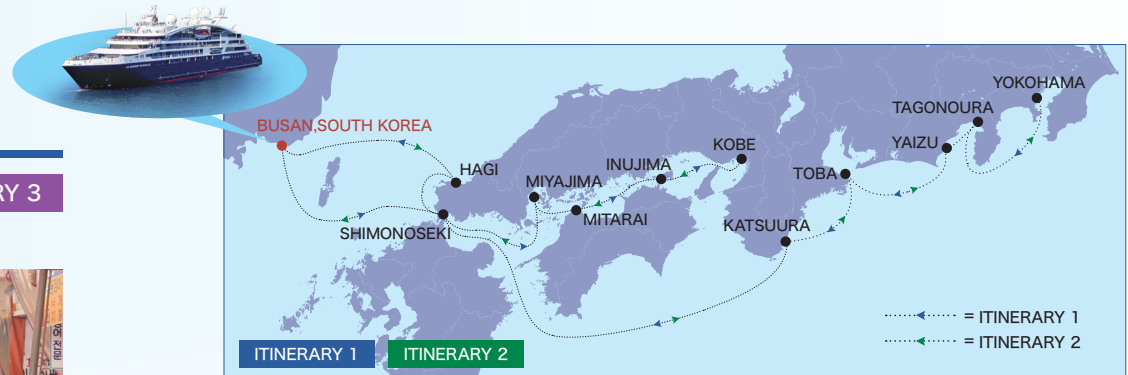 BUSAN,SOUTH KOREA
YOKOHAMA
TAGONOURA
YAIZU
KOBE
INUJIMA
HAGI
MIYAJIMA
TOBA
RY 3
MITARAI
KATSUURA
SHIMONOSEKI
= ITINERARY 1
= ITINERARY 2
ITINERARY 1
ITINERARY 2